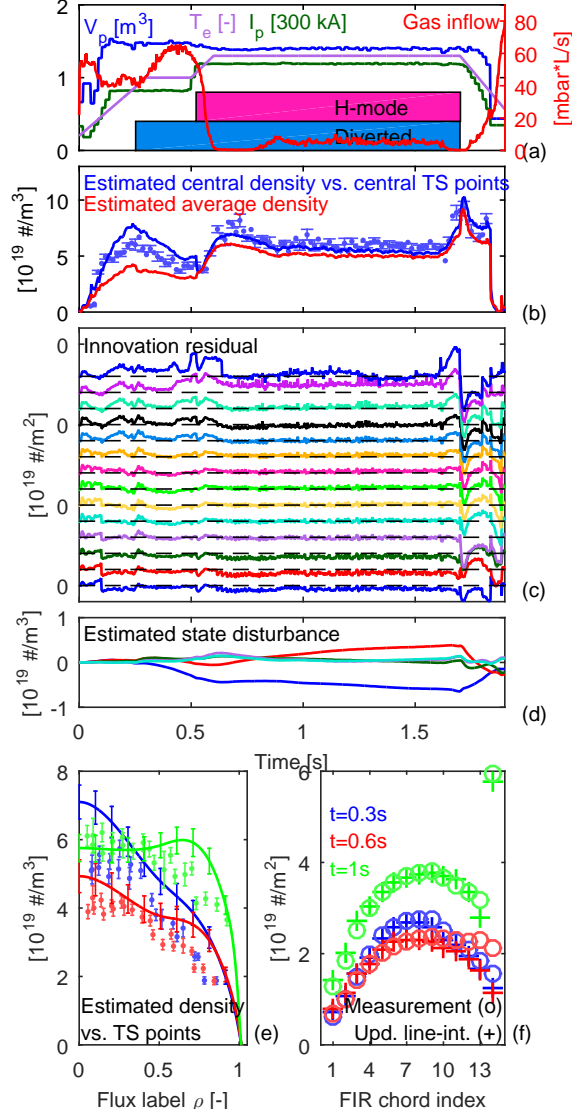 V_p [m^3] T_e [-] I_p [300 kA] Gas inflow
2
1
0
80
60
40
20
0
[mbar*L/s]
H-mode
Diverted
(a)
Estimated central density vs. central TS points
Estimated average density
10
5
0
[10^19 #/m^3]
(b)
Innovation residual
0
0
0
0
[10^19 #/m^2]
(c)
Estimated state disturbance
1
0
-1
[10^19 #/m^3]
0 0.5 1 1.5
(d)
Time [s]
8
6
4
2
0
[10^19 #/m^3]
Estimated density
vs. TS points
(e)
0 0.5 1
Flux label ρ [-]
6
4
2
0
[10^19 #/m^2]
t=0.3s
t=0.6s
t=1s
Measurement (o)
Upd. line-int. (+)
(f)
1 4 7 10 13
FIR chord index